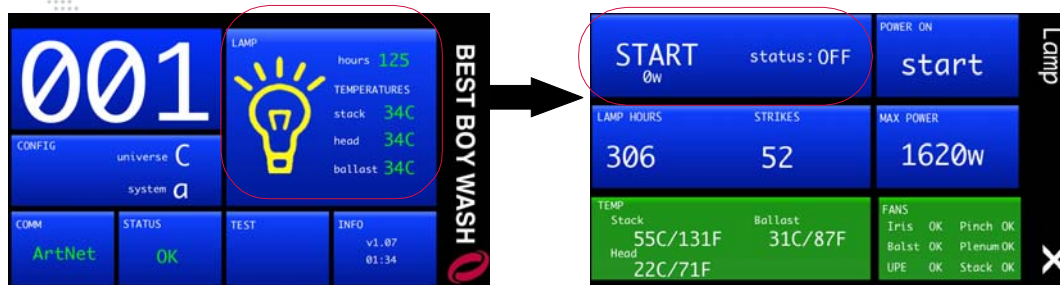 001
LAMP
hours 125
TEMPERATURES
stack 34C
head 34C
ballast 34C
CONFIG
universe C
system a
COMM
ArtNet
STATUS
OK
TEST
INFO
v1.07
01:34
BEST BOY WASH
START
0w
status:OFF
POWER ON
start
Lamp
LAMP HOURS
306
STRIKES
52
MAX POWER
1620w
TEMP
Stack
55C/131F
Head
22C/71F
Ballast
31C/87F
FANS
Iris OK Pinch OK
Balst OK Plenum OK
UPE OK Stack OK
X